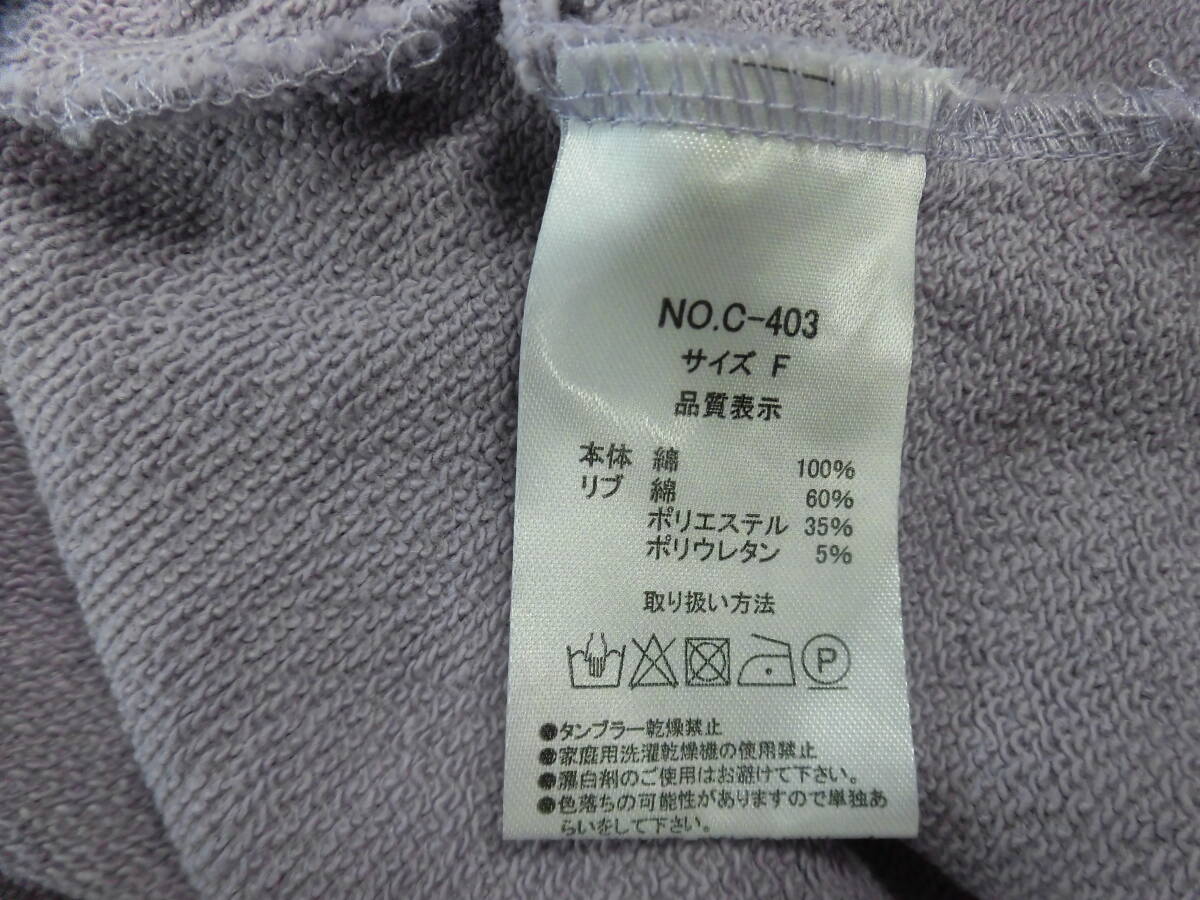 NO.C-403
サイズ F
品質表示
本体 綿 100%
リブ 綿 60%
ポリエステル 35%
ポリウレタン 5%
取り扱い方法
P
●タンブラー乾燥禁止
●家庭用洗濯乾燥機の使用禁止
●漂白剤のご使用はお避けて下さい。
●色落ちの可能性がありますので単独あ
らいをして下さい。